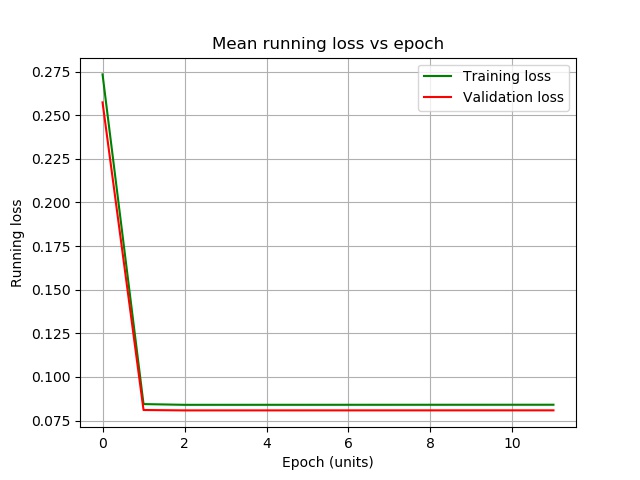 Mean running loss vs epoch
Training loss
Validation loss
0.275
0.250
0.225
0.200
0.175
0.150
0.125
0.100
0.075
Running loss
0 2 4 6 8 10
Epoch (units)